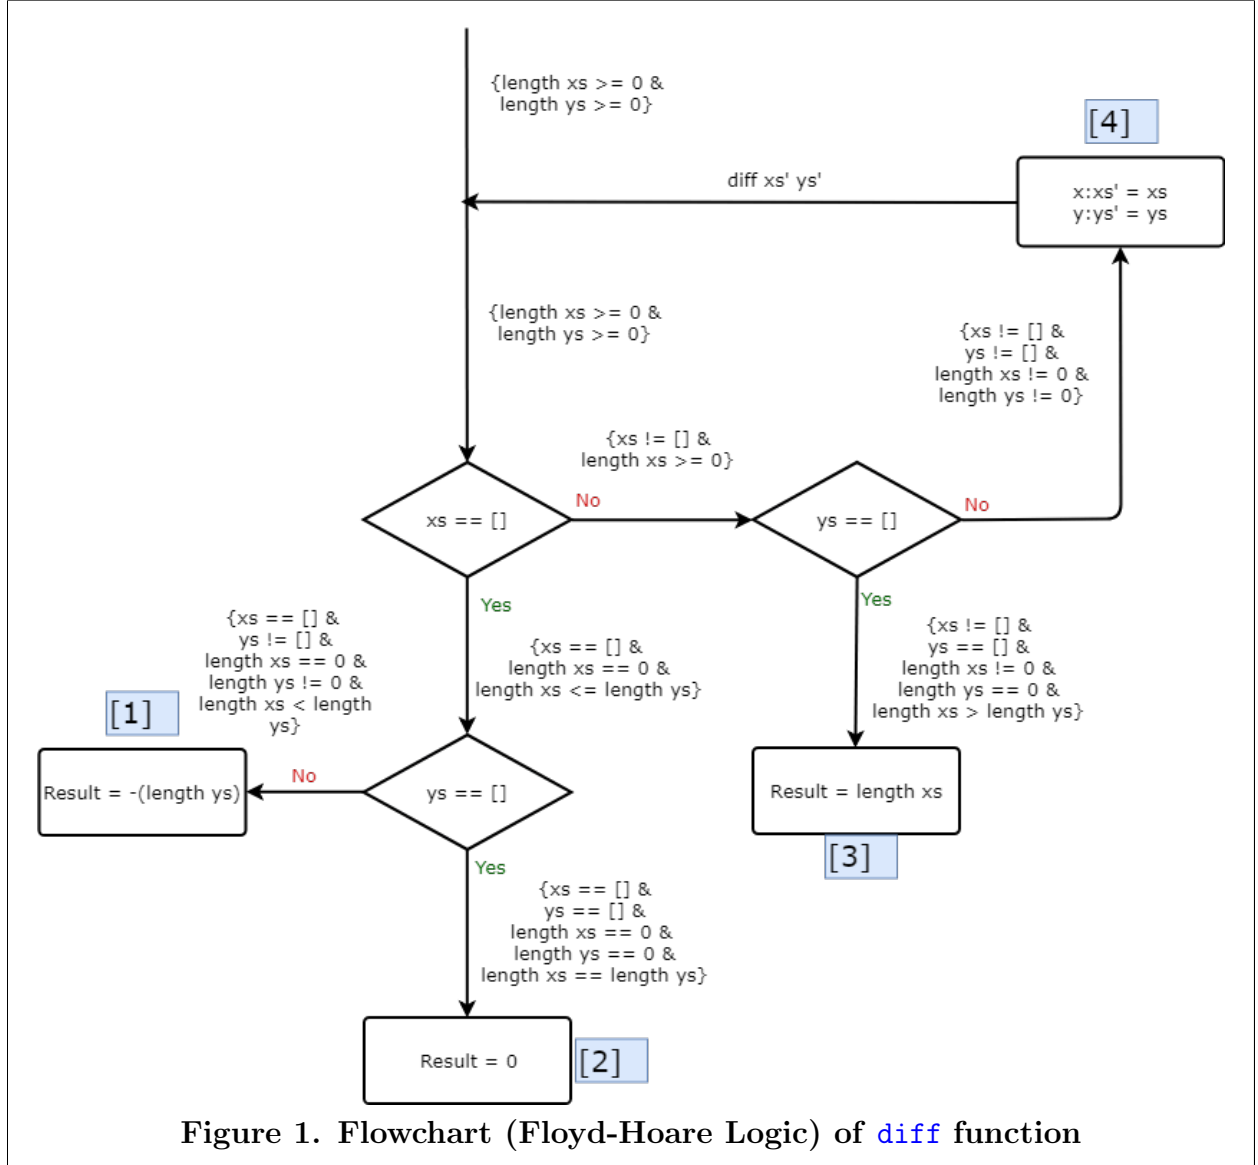 {length xs >= 0 &
length ys >= 0}
[4]
diff xs' ys'
x:xs' = xs
y:ys' = ys
{length xs >= 0 &
length ys >= 0}
{xs != [] &
ys != [] &
length xs != 0 &
length ys != 0}
{xs != [] &
length xs >= 0}
xs == []
No
ys == []
No
Yes
Yes
{xs == [] &
ys != [] &
length xs == 0 &
length ys != 0 &
length xs < length
ys}
{xs == [] &
length xs == 0 &
length xs <= length ys}
{xs != [] &
ys == [] &
length xs != 0 &
length ys == 0 &
length xs > length ys}
[1]
Result = -(length ys)
No
ys == []
Result = length xs
[3]
Yes
{xs == [] &
ys == [] &
length xs == 0 &
length ys == 0 &
length xs == length ys}
Result = 0
[2]
Figure 1. Flowchart (Floyd-Hoare Logic) of diff function